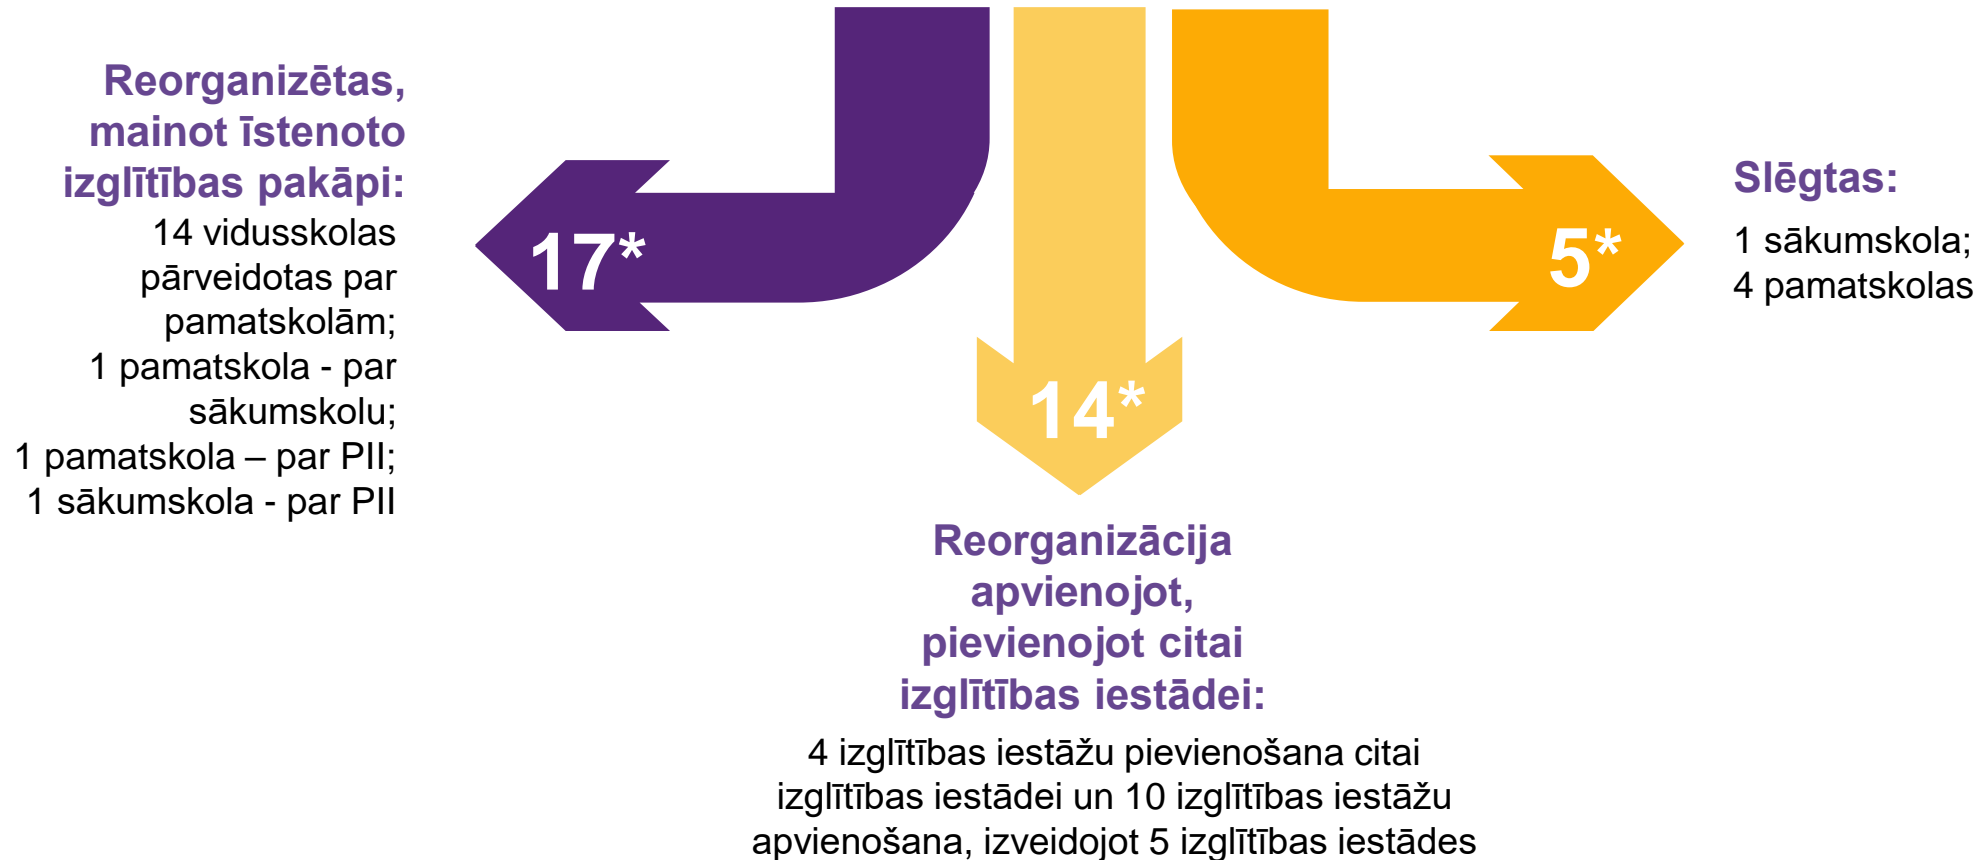 Reorganizētas,
mainot īstenoto
izglītības pakāpi:
14 vidusskolas
pārveidotas par
pamatskolām;
1 pamatskola - par
sākumskolu;
1 pamatskola – par PII;
1 sākumskola - par PII
17*
14*
5*
Slēgtas:
1 sākumskola;
4 pamatskolas
Reorganizācija
apvienojot,
pievienojot citai
izglītības iestādei:
4 izglītības iestāžu pievienošana citai
izglītības iestādei un 10 izglītības iestāžu
apvienošana, izveidojot 5 izglītības iestādes